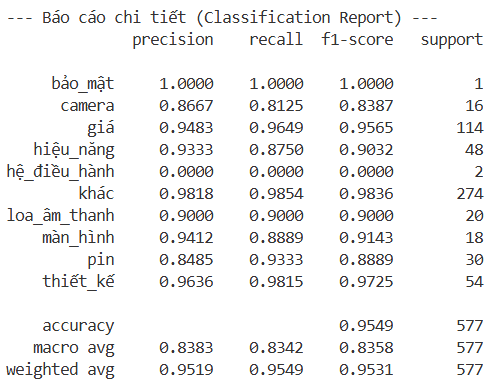 --- Báo cáo chi tiết (Classification Report) ---
precision recall f1-score support
bảo_mật 1.0000 1.0000 1.0000 1
camera 0.8667 0.8125 0.8387 16
giá 0.9483 0.9649 0.9565 114
hiệu_năng 0.9333 0.8750 0.9032 48
hệ_điều_hành 0.0000 0.0000 0.0000 2
khác 0.9818 0.9854 0.9836 274
loa_âm_thanh 0.9000 0.9000 0.9000 20
màn_hình 0.9412 0.8889 0.9143 18
pin 0.8485 0.9333 0.8889 30
thiết_kế 0.9636 0.9815 0.9725 54
accuracy 0.9549 577
macro avg 0.8383 0.8342 0.8358 577
weighted avg 0.9519 0.9549 0.9531 577